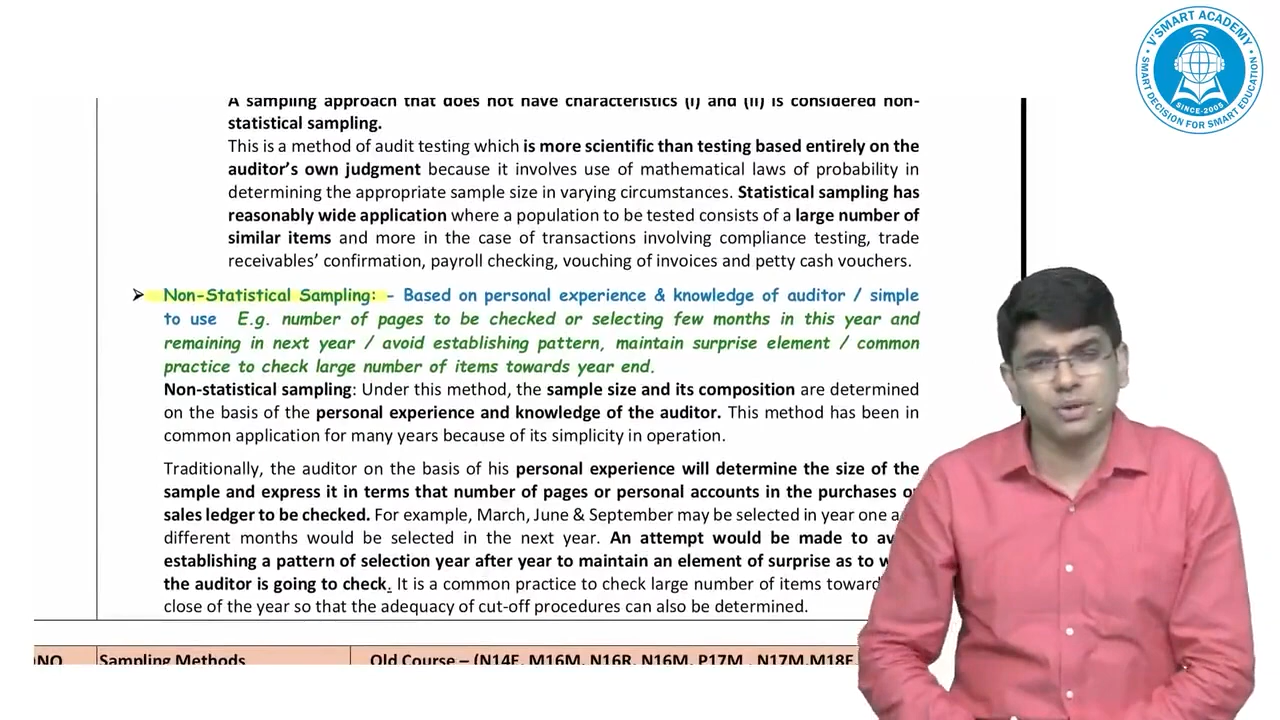 V'SMART ACADEMY
SINCE-2005
SMART DECISION FOR SMART EDUCATION
A sampling approach that does not have characteristics (i) and (ii) is considered non-
statistical sampling.
This is a method of audit testing which is more scientific than testing based entirely on the
auditor's own judgment because it involves use of mathematical laws of probability in
determining the appropriate sample size in varying circumstances. Statistical sampling has
reasonably wide application where a population to be tested consists of a large number of
similar items and more in the case of transactions involving compliance testing, trade
receivables' confirmation, payroll checking, vouching of invoices and petty cash vouchers.
➢ Non-Statistical Sampling: - Based on personal experience & knowledge of auditor / simple
to use E.g. number of pages to be checked or selecting few months in this year and
remaining in next year / avoid establishing pattern, maintain surprise element / common
practice to check large number of items towards year end.
Non-statistical sampling: Under this method, the sample size and its composition are determined
on the basis of the personal experience and knowledge of the auditor. This method has been in
common application for many years because of its simplicity in operation.
Traditionally, the auditor on the basis of his personal experience will determine the size of the
sample and express it in terms that number of pages or personal accounts in the purchases
sales ledger to be checked. For example, March, June & September may be selected in year one
different months would be selected in the next year. An attempt would be made to
establishing a pattern of selection year after year to maintain an element of surprise as to
the auditor is going to check. It is a common practice to check large number of items
close of the year so that the adequacy of cut-off procedures can also be determined.
Sampling Methods
Old Course – (N14E, M16M, N16R, N16M, P17M , N17M,M18E,